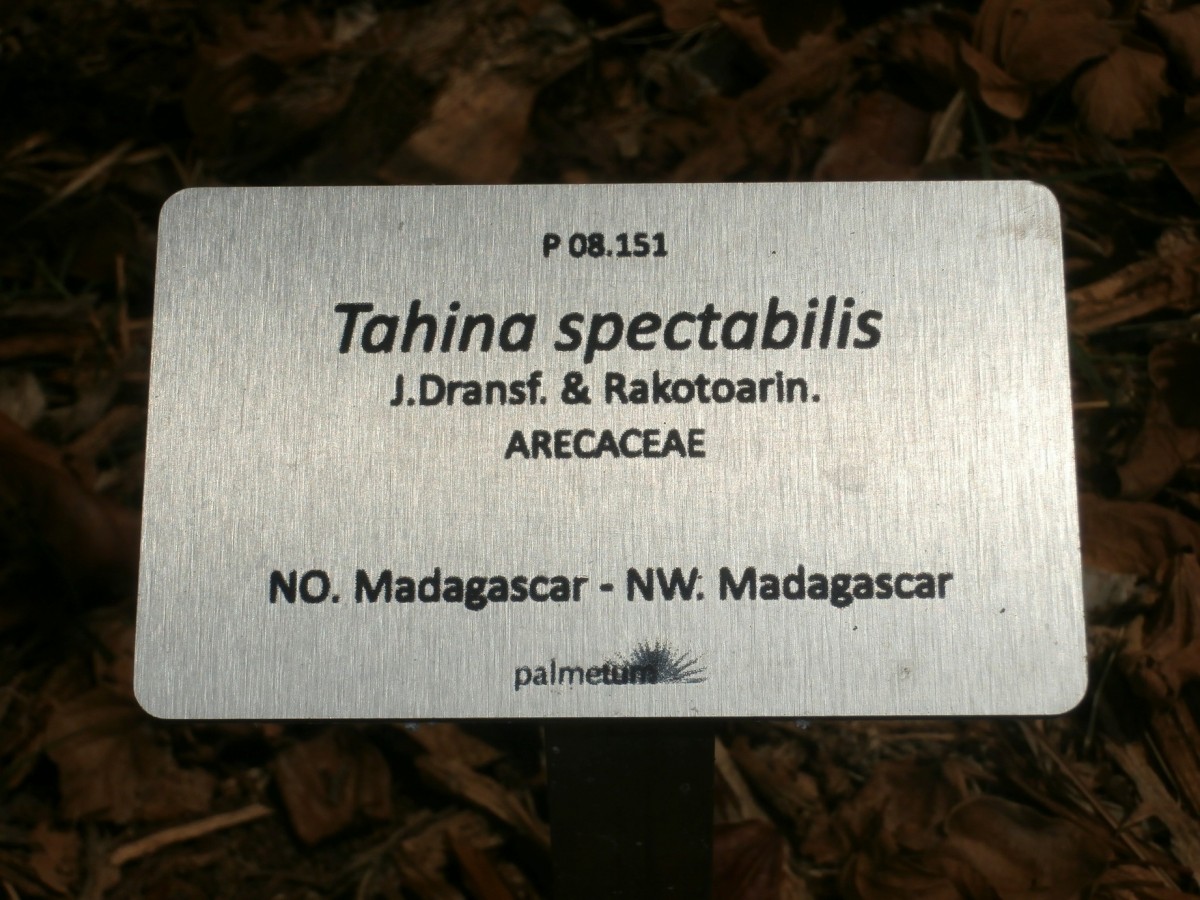 P 08.151
Tahina spectabilis
J.Dransf. & Rakotoarin.
ARECACEAE
NO. Madagascar - NW. Madagascar
palmetum